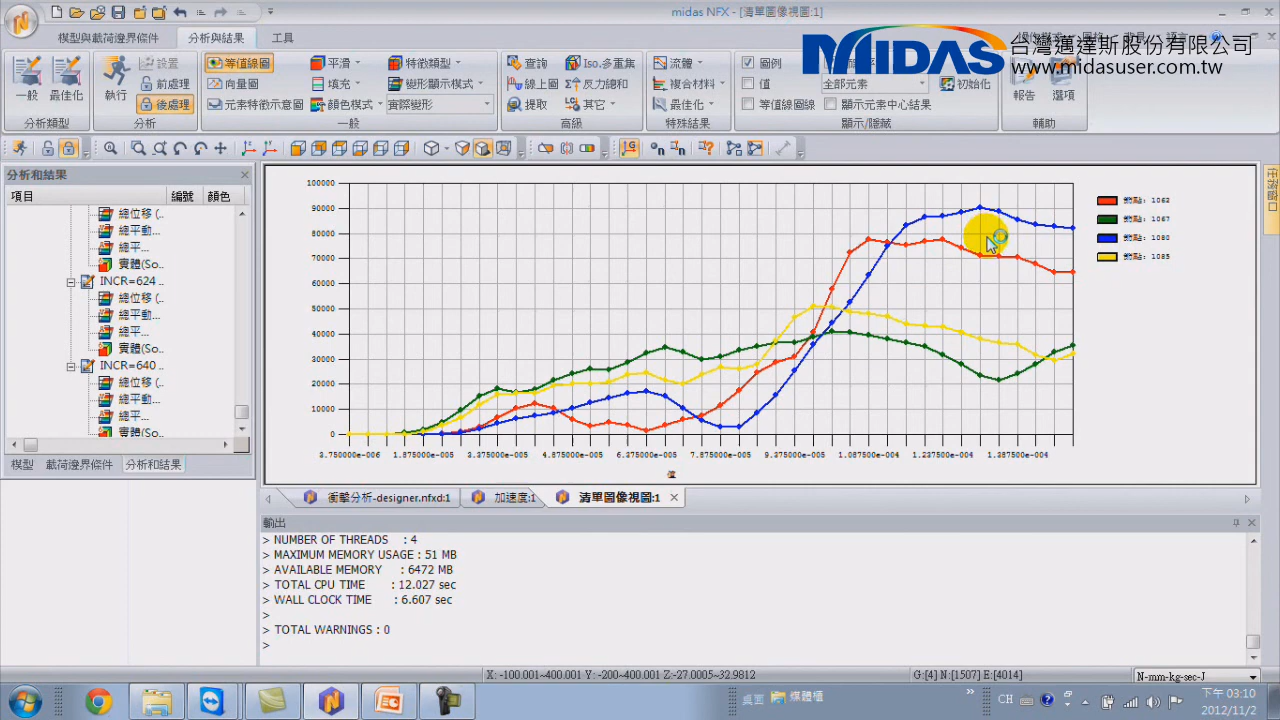 midas NFX - [清單圖像視圖:1]
MIDAS 台灣邁達斯股份有限公司
www.midasuser.com.tw
模型與載荷邊界條件 分析與結果 工具
一般 最佳化
分析類型
執行 設置 前處理 後處理
分析
等值線圖 向量圖 元素特徵示意圖
平滑 填充 顏色模式
特徵類型 變形顯示模式 實際變形
一般
查詢 線上圖 提取
Iso.多重集 反力總和 其它
高級
流體 複合材料 最佳化
特殊結果
圖例 值 等值線圖線
全部元素 顯示元素中心結果
初始化
顯示/隱藏
報告 選項
輔助
分析和結果
項目 編號 顏色
總位移 (..
總平動..
總平...
實體(So..
INCR=624
總位移 (..
總平動..
總平...
實體(So..
INCR=640
總位移 (..
總平動..
總平...
實體(So..
模型 載荷邊界條件 分析和結果
100000
90000
80000
70000
60000
50000
40000
30000
20000
10000
0
3.750000e-006 1.875000e-005 3.375000e-005 4.875000e-005 6.375000e-005 7.875000e-005 9.375000e-005 1.087500e-004 1.237500e-004 1.387500e-004
值
節點: 1062
節點: 1067
節點: 1080
節點: 1085
衝擊分析-designer.nfxd:1 加速度:1 清單圖像視圖:1
輸出
> NUMBER OF THREADS : 4
> MAXIMUM MEMORY USAGE : 51 MB
> AVAILABLE MEMORY : 6472 MB
> TOTAL CPU TIME : 12.027 sec
> WALL CLOCK TIME : 6.607 sec
>
> TOTAL WARNINGS : 0
>
X: -100.001~400.001 Y: -200~400.001 Z:-27.0005~32.9812 G:[4] N:[1507] E:[4014] N-mm-kg-sec-J
任務窗口
桌面 媒體櫃 CH 下午 03:10
2012/11/2